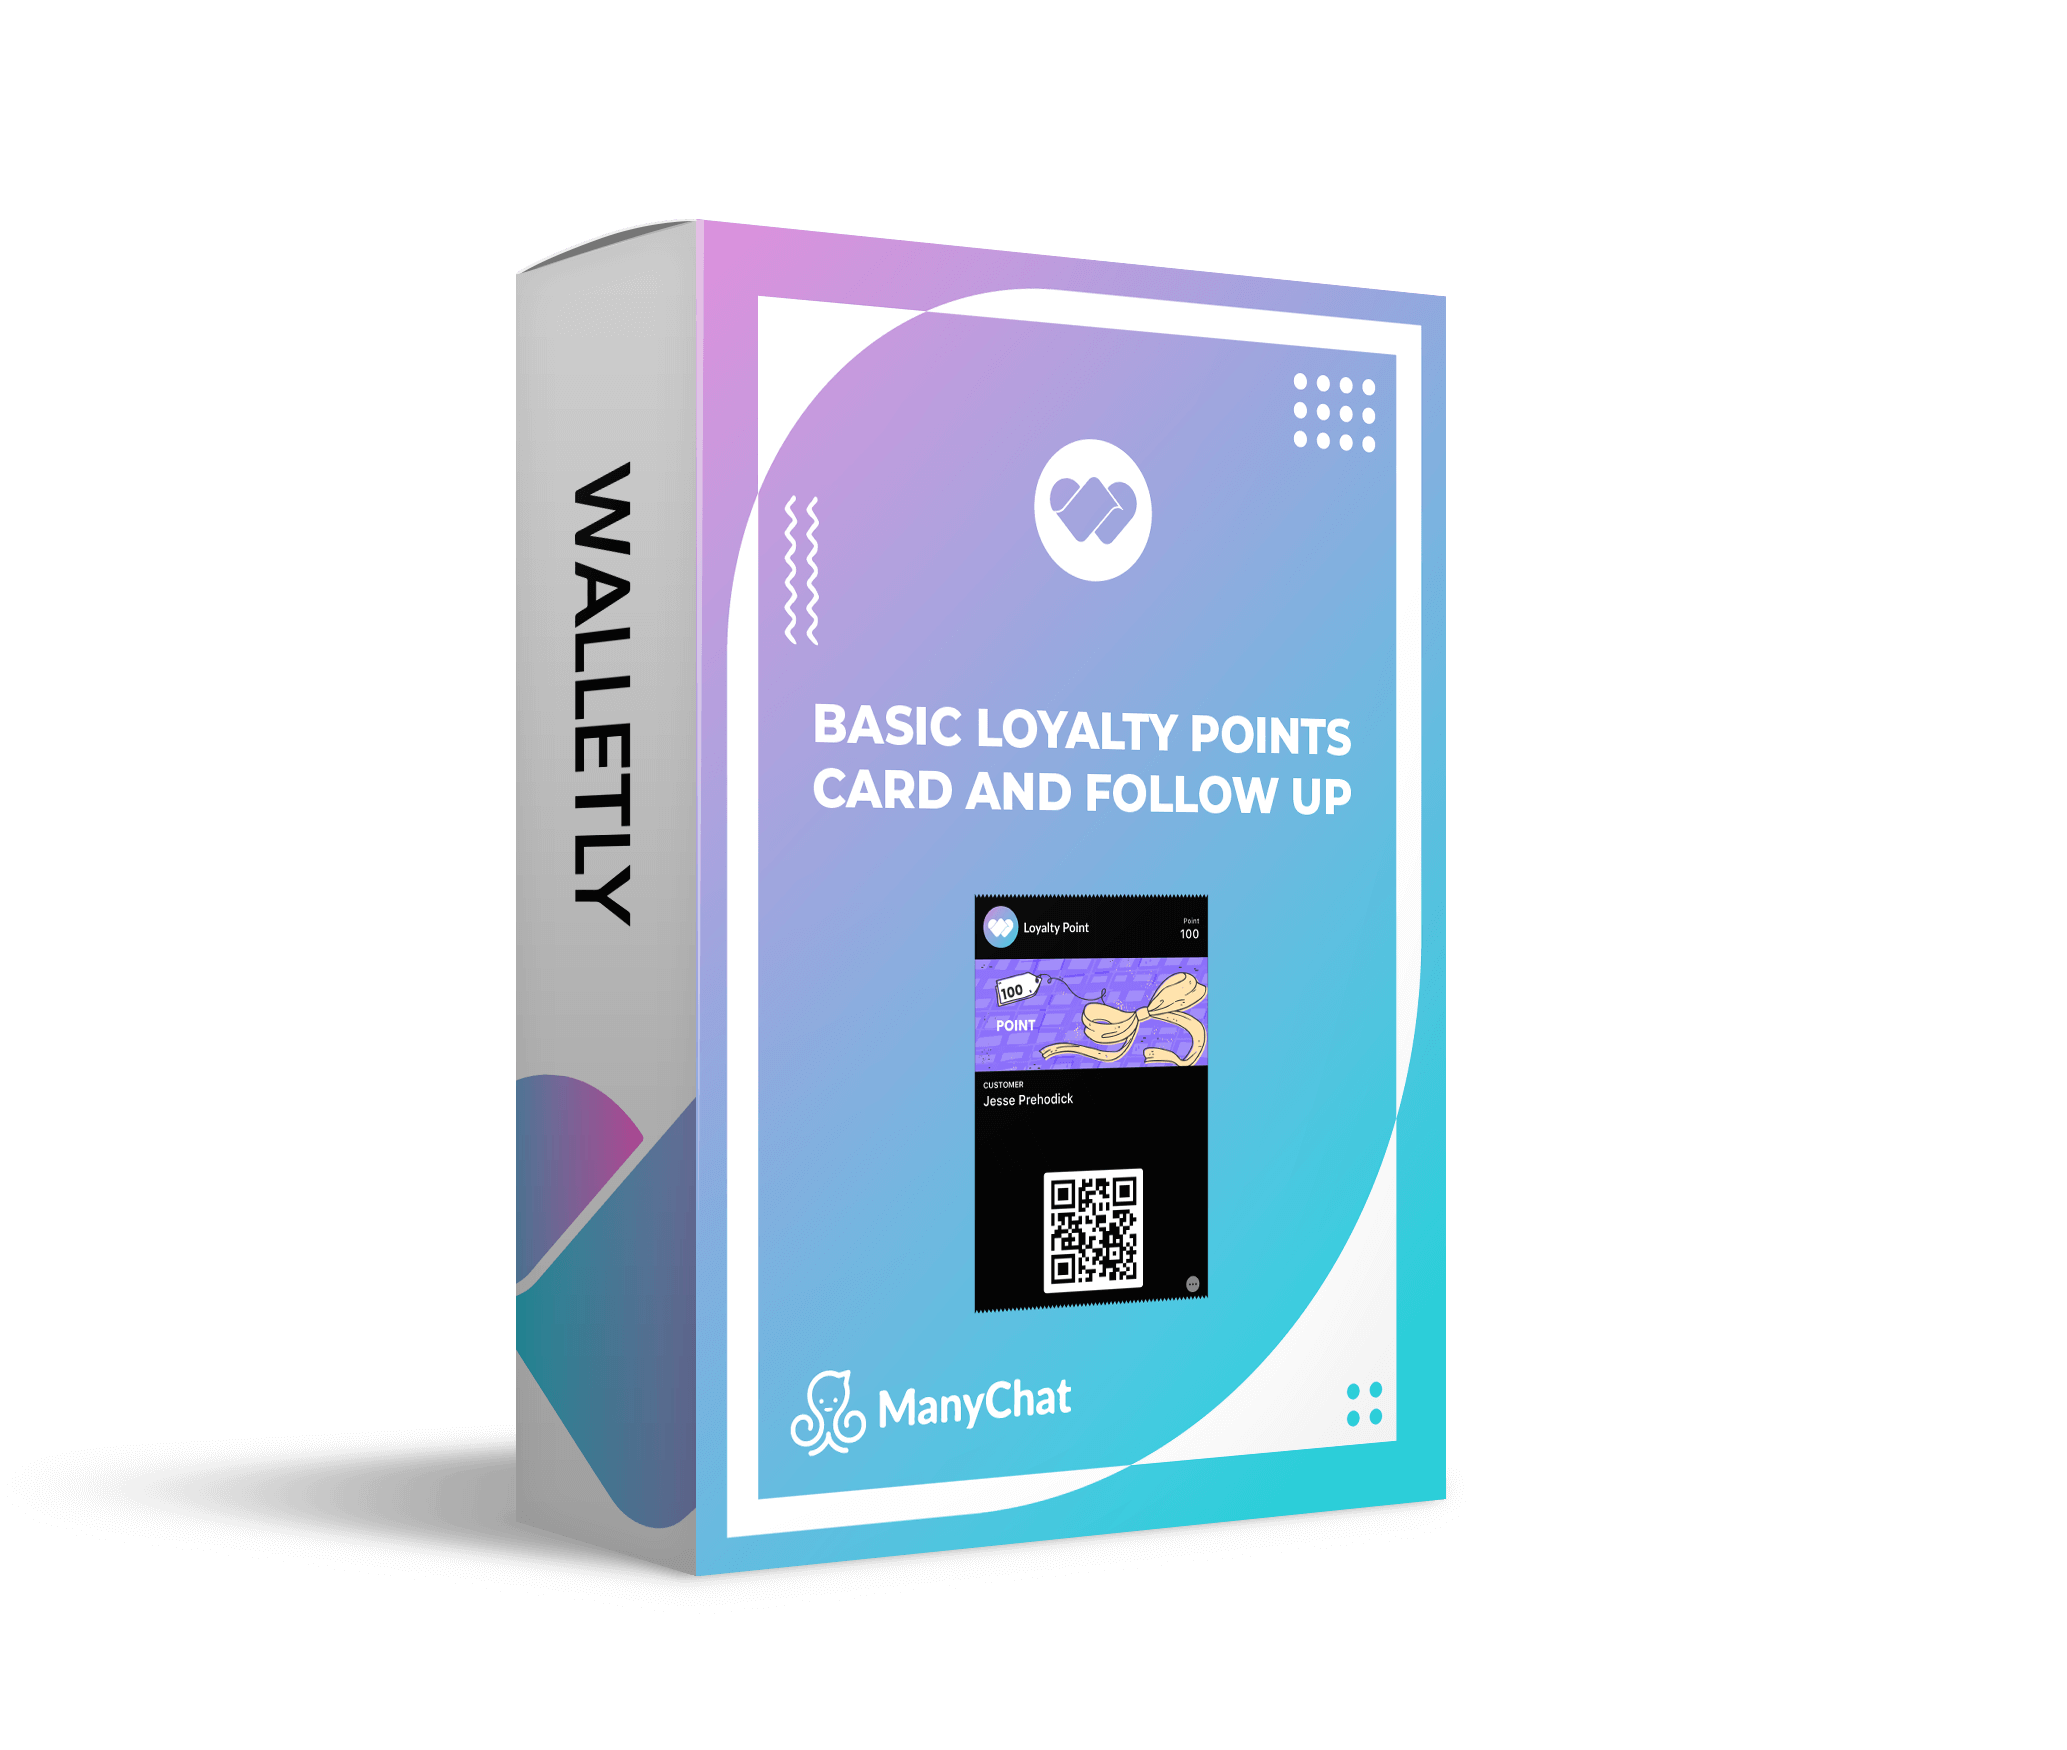 WALLETLY
BASIC LOYALTY POINTS
CARD AND FOLLOW UP
Loyalty Point
Point
100
100
POINT
CUSTOMER
Jesse Prehodick
ManyChat